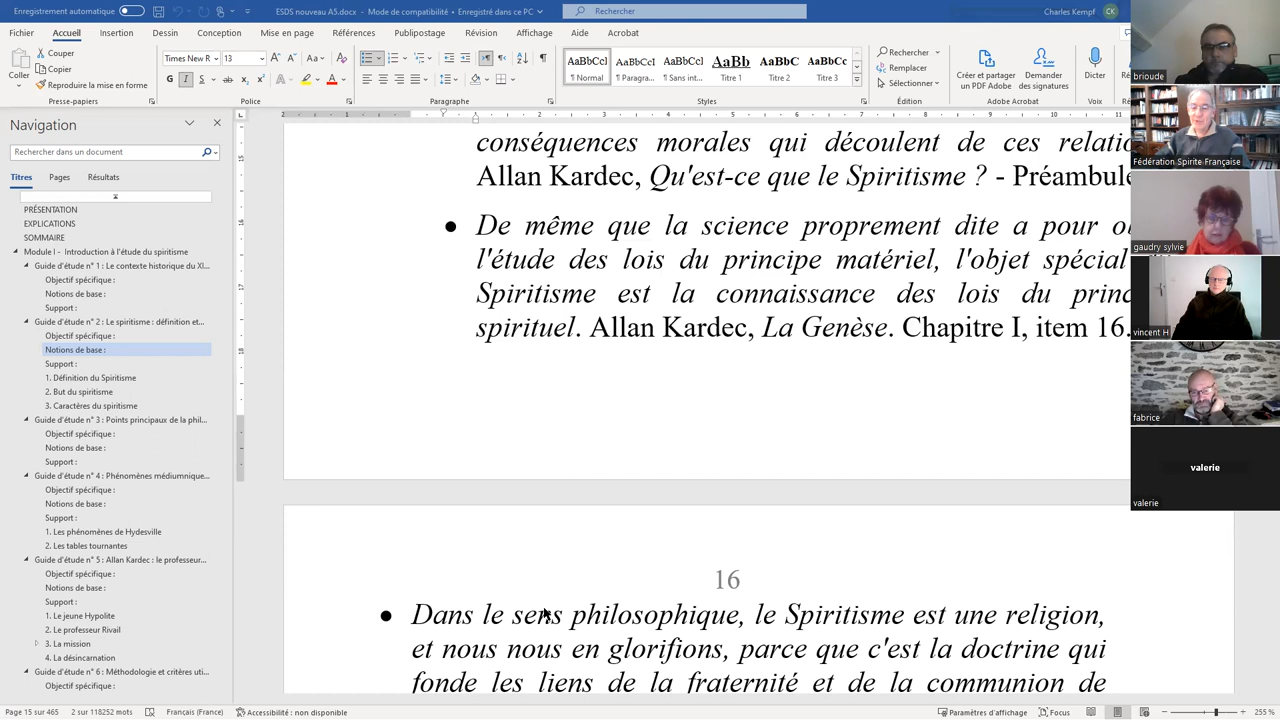 Enregistrement automatique
ESDS nouveau A5.docx - Mode de compatibilité • Enregistré dans ce PC
Rechercher
Charles Kempf
CK
Fichier Accueil Insertion Dessin Conception Mise en page Références Publipostage Révision Affichage Aide Acrobat
Coller
Couper
Copier
Reproduire la mise en forme
Presse-papiers
Times New R 13
G I S
Police
Paragraphe
AaBbCcI AaBbCcI AaBbCcI AaBb AaBbC AaBbCc
¶ Normal ¶ Paragra... ¶ Sans int... Titre 1 Titre 2 Titre 3
Styles
Rechercher
Remplacer
Sélectionner
Édition
Créer et partager un PDF Adobe
Demander des signatures
Adobe Acrobat
Dicter
Voix
Navigation
Rechercher dans un document
Titres Pages Résultats
PRÉSENTATION
EXPLICATIONS
SOMMAIRE
Module I - Introduction à l'étude du spiritisme
Guide d'étude n° 1 : Le contexte historique du XI...
Objectif spécifique :
Notions de base :
Support :
Guide d'étude n° 2 : Le spiritisme : définition et...
Objectif spécifique :
Notions de base :
Support :
1. Définition du Spiritisme
2. But du spiritisme
3. Caractères du spiritisme
Guide d'étude n° 3 : Points principaux de la phil...
Objectif spécifique :
Notions de base :
Support :
Guide d'étude n° 4 : Phénomènes médiumnique...
Objectif spécifique :
Notions de base :
Support :
1. Les phénomènes de Hydesville
2. Les tables tournantes
Guide d'étude n° 5 : Allan Kardec : le professeur...
Objectif spécifique :
Notions de base :
Support :
1. Le jeune Hypolite
2. Le professeur Rivail
3. La mission
4. La désincarnation
Guide d'étude n° 6 : Méthodologie et critères uti...
Objectif spécifique :
conséquences morales qui découlent de ces relatio
Allan Kardec, Qu'est-ce que le Spiritisme ? - Préambule
• De même que la science proprement dite a pour ob
l'étude des lois du principe matériel, l'objet spécial
Spiritisme est la connaissance des lois du princ
spirituel. Allan Kardec, La Genèse. Chapitre I, item 16.
16
• Dans le sens philosophique, le Spiritisme est une religion,
et nous nous en glorifions, parce que c'est la doctrine qui
fonde les liens de la fraternité et de la communion de
brioude
Fédération Spirite Française
gaudry sylvie
vincent H
fabrice
valerie
valerie
Page 15 sur 465 2 sur 118252 mots Français (France) Accessibilité : non disponible
Paramètres d'affichage Focus 255 %